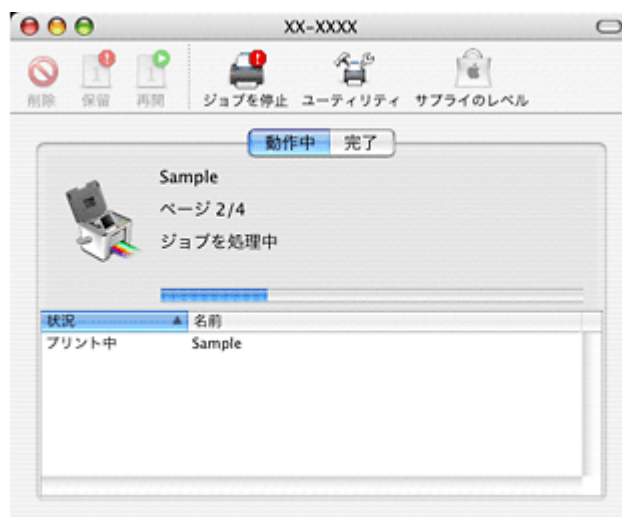 XX-XXXX
削除 保留 再開 ジョブを停止 ユーティリティ サプライのレベル
動作中 完了
Sample
ページ 2/4
ジョブを処理中
状況 名前
プリント中 Sample